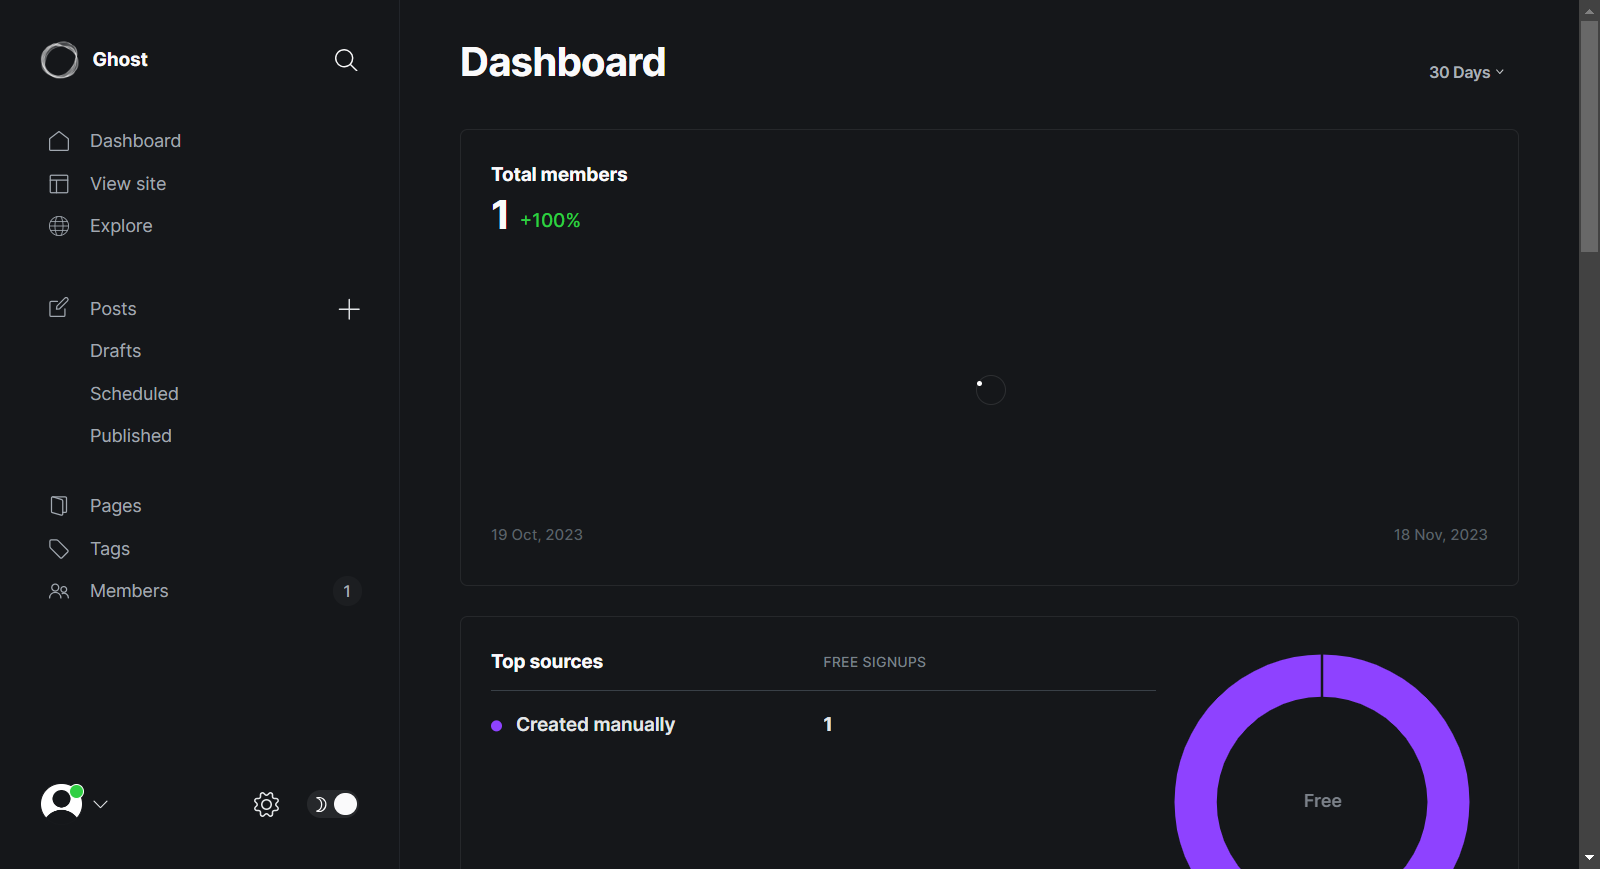 Ghost
Dashboard
View site
Explore
Posts
Drafts
Scheduled
Published
Pages
Tags
Members
1
Dashboard
30 Days
Total members
1 +100%
19 Oct, 2023
18 Nov, 2023
Top sources
FREE SIGNUPS
Created manually
1
Free